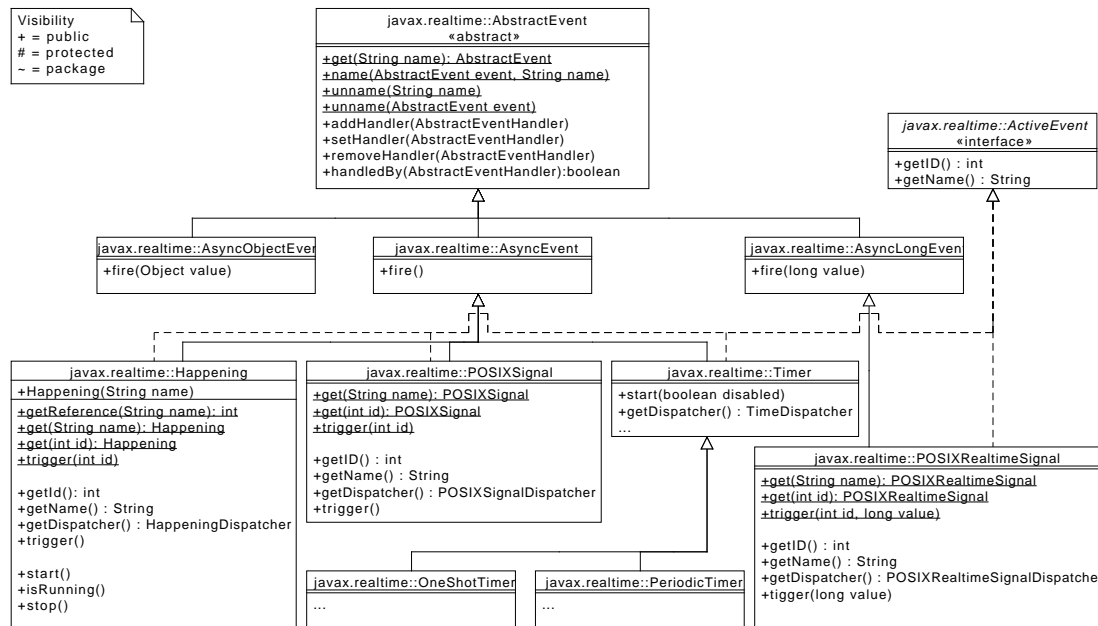 Visibility
+ = public
# = protected
~ = package
javax.realtime::AbstractEvent
«abstract»
+get(String name): AbstractEvent
+name(AbstractEvent event, String name)
+unname(String name)
+unname(AbstractEvent event)
+addHandler(AbstractEventHandler)
+setHandler(AbstractEventHandler)
+removeHandler(AbstractEventHandler)
+handledBy(AbstractEventHandler):boolean
javax.realtime::ActiveEvent
«interface»
+getID() : int
+getName() : String
javax.realtime::AsyncObjectEven
+fire(Object value)
javax.realtime::AsyncEvent
+fire()
javax.realtime::AsyncLongEvent
+fire(long value)
javax.realtime::Happening
+Happening(String name)
+getReference(String name): int
+get(String name): Happening
+get(int id): Happening
+trigger(int id)
+getId(): int
+getName() : String
+getDispatcher() : HappeningDispatcher
+trigger()
+start()
+isRunning()
+stop()
javax.realtime::POSIXSignal
+get(String name): POSIXSignal
+get(int id): POSIXSignal
+trigger(int id)
+getID() : int
+getName() : String
+getDispatcher() : POSIXSignalDispatcher
+trigger()
javax.realtime::Timer
+start(boolean disabled)
+getDispatcher() : TimeDispatcher
...
javax.realtime::POSIXRealtimeSignal
+get(String name): POSIXRealtimeSignal
+get(int id): POSIXRealtimeSignal
+trigger(int id, long value)
+getID() : int
+getName() : String
+getDispatcher() : POSIXRealtimeSignalDispatche
+tigger(long value)
javax.realtime::OneShotTimer
...
javax.realtime::PeriodicTimer
...